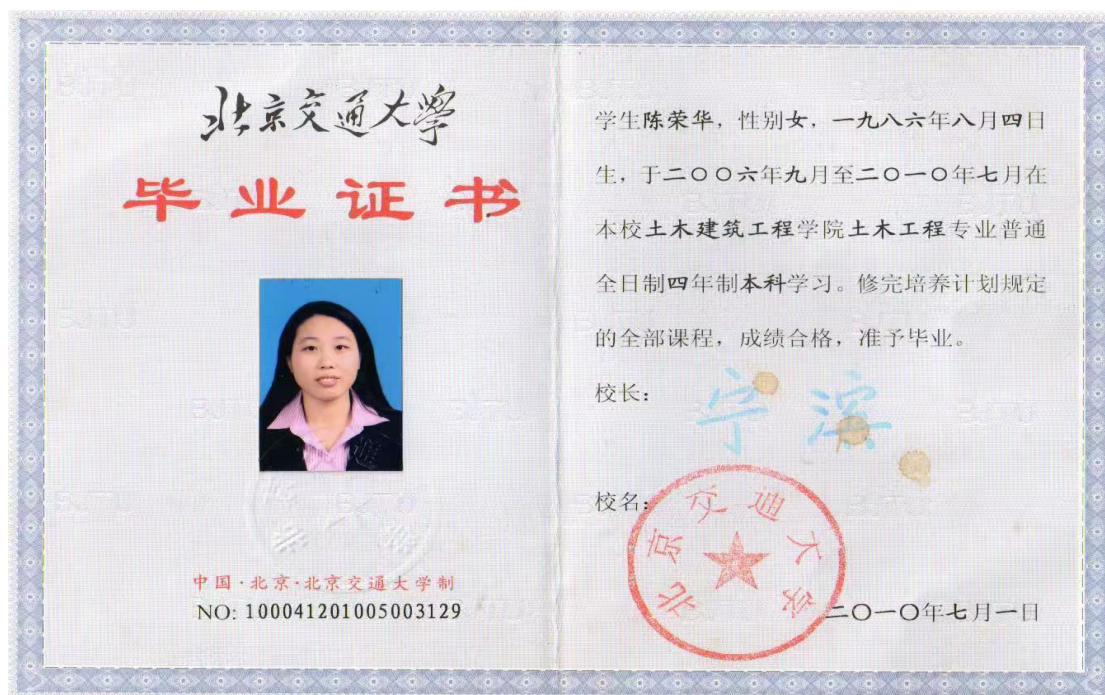 北京交通大學
毕业证书
中国·北京·北京交通大学制
NO: 100041201005003129
学生陈荣华，性别女，一九八六年八月四日
生，于二〇〇六年九月至二〇一〇年七月在
本校土木建筑工程学院土木工程专业普通
全日制四年制本科学习。修完培养计划规定
的全部课程，成绩合格，准予毕业。
校长：
宁滨
校名：
北京交通大学
二〇一〇年七月一日
BJTU